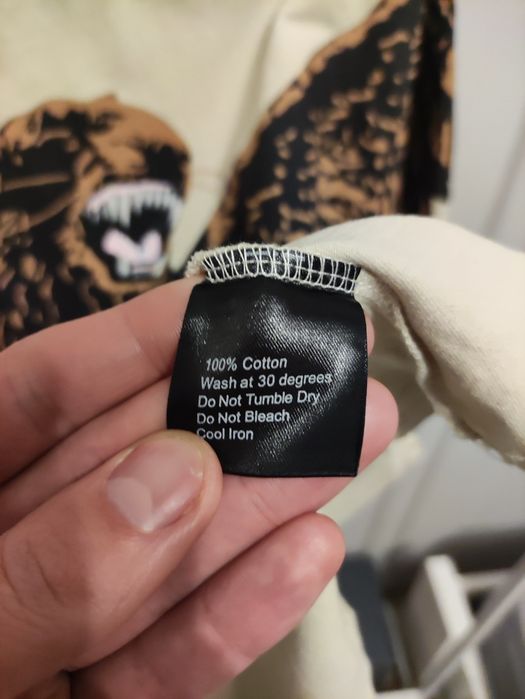 100% Cotton
Wash at 30 degrees
Do Not Tumble Dry
Do Not Bleach
Cool Iron